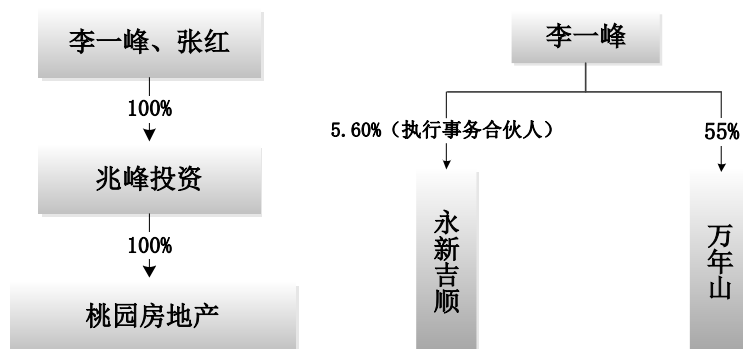 李一峰、张红
100%
兆峰投资
100%
桃园房地产
李一峰
5.60%（执行事务合伙人）
55%
永新吉顺
万年山